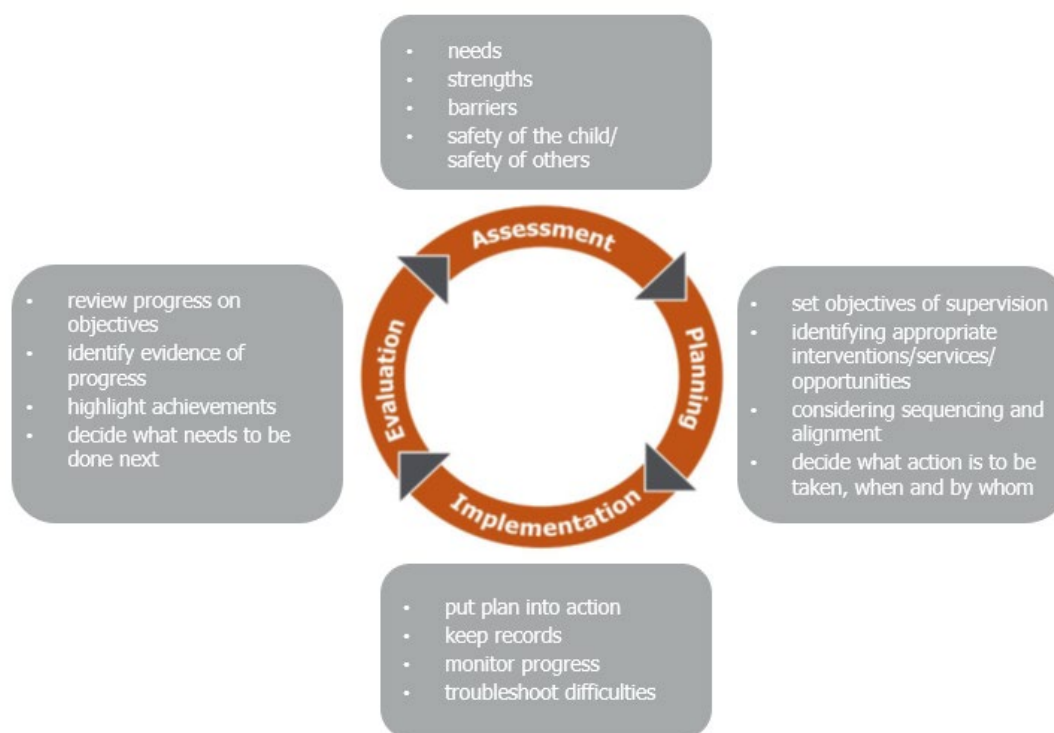 • needs
• strengths
• barriers
• safety of the child/
safety of others
Assessment
• review progress on
objectives
• identify evidence of
progress
• highlight achievements
• decide what needs to be
done next
Evaluation
Planning
• set objectives of supervision
• identifying appropriate
interventions/services/
opportunities
• considering sequencing and
alignment
• decide what action is to be
taken, when and by whom
Implementation
• put plan into action
• keep records
• monitor progress
• troubleshoot difficulties